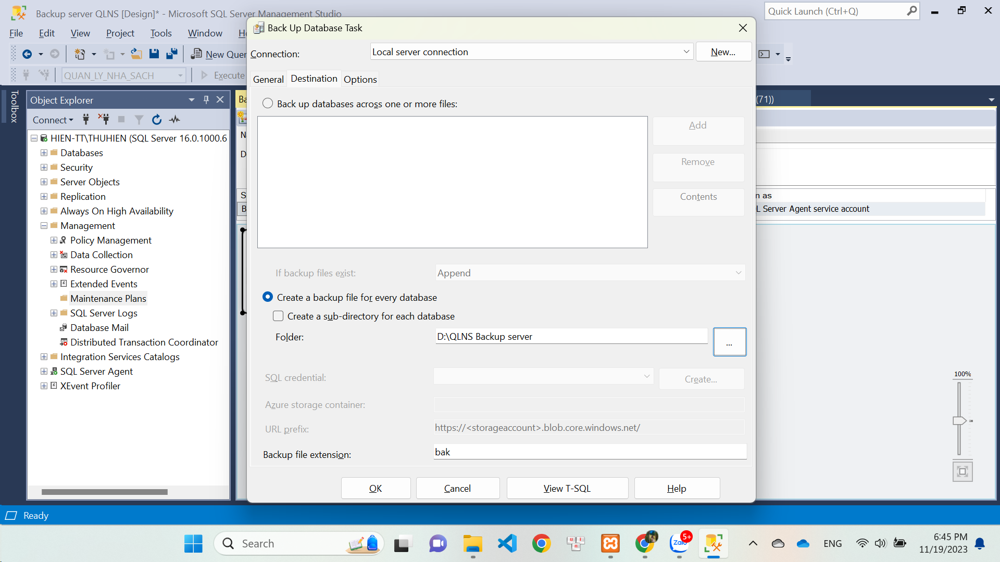 Backup server QLNS [Design]* - Microsoft SQL Server Management Studio
Quick Launch (Ctrl+Q)
File Edit View Project Tools Window
New Quer
QUAN_LY_NHA_SACH
Execute
Toolbox
Object Explorer
Connect
HIEN-TT\THUHIEN (SQL Server 16.0.1000.6
Databases
Security
Server Objects
Replication
Always On High Availability
Management
Policy Management
Data Collection
Resource Governor
Extended Events
Maintenance Plans
SQL Server Logs
Database Mail
Distributed Transaction Coordinator
Integration Services Catalogs
SQL Server Agent
XEvent Profiler
Back Up Database Task
Connection:
Local server connection
New...
General
Destination
Options
Back up databases across one or more files:
Add
Remove
Contents
If backup files exist:
Append
Create a backup file for every database
Create a sub-directory for each database
Folder:
D:\QLNS Backup server
...
SQL credential:
Create...
Azure storage container:
URL prefix:
https://<storageaccount>.blob.core.windows.net/
Backup file extension:
bak
OK
Cancel
View T-SQL
Help
(71))
n as
L Server Agent service account
100%
Ready
Search
Zalo
5+
ENG
6:45 PM
11/19/2023